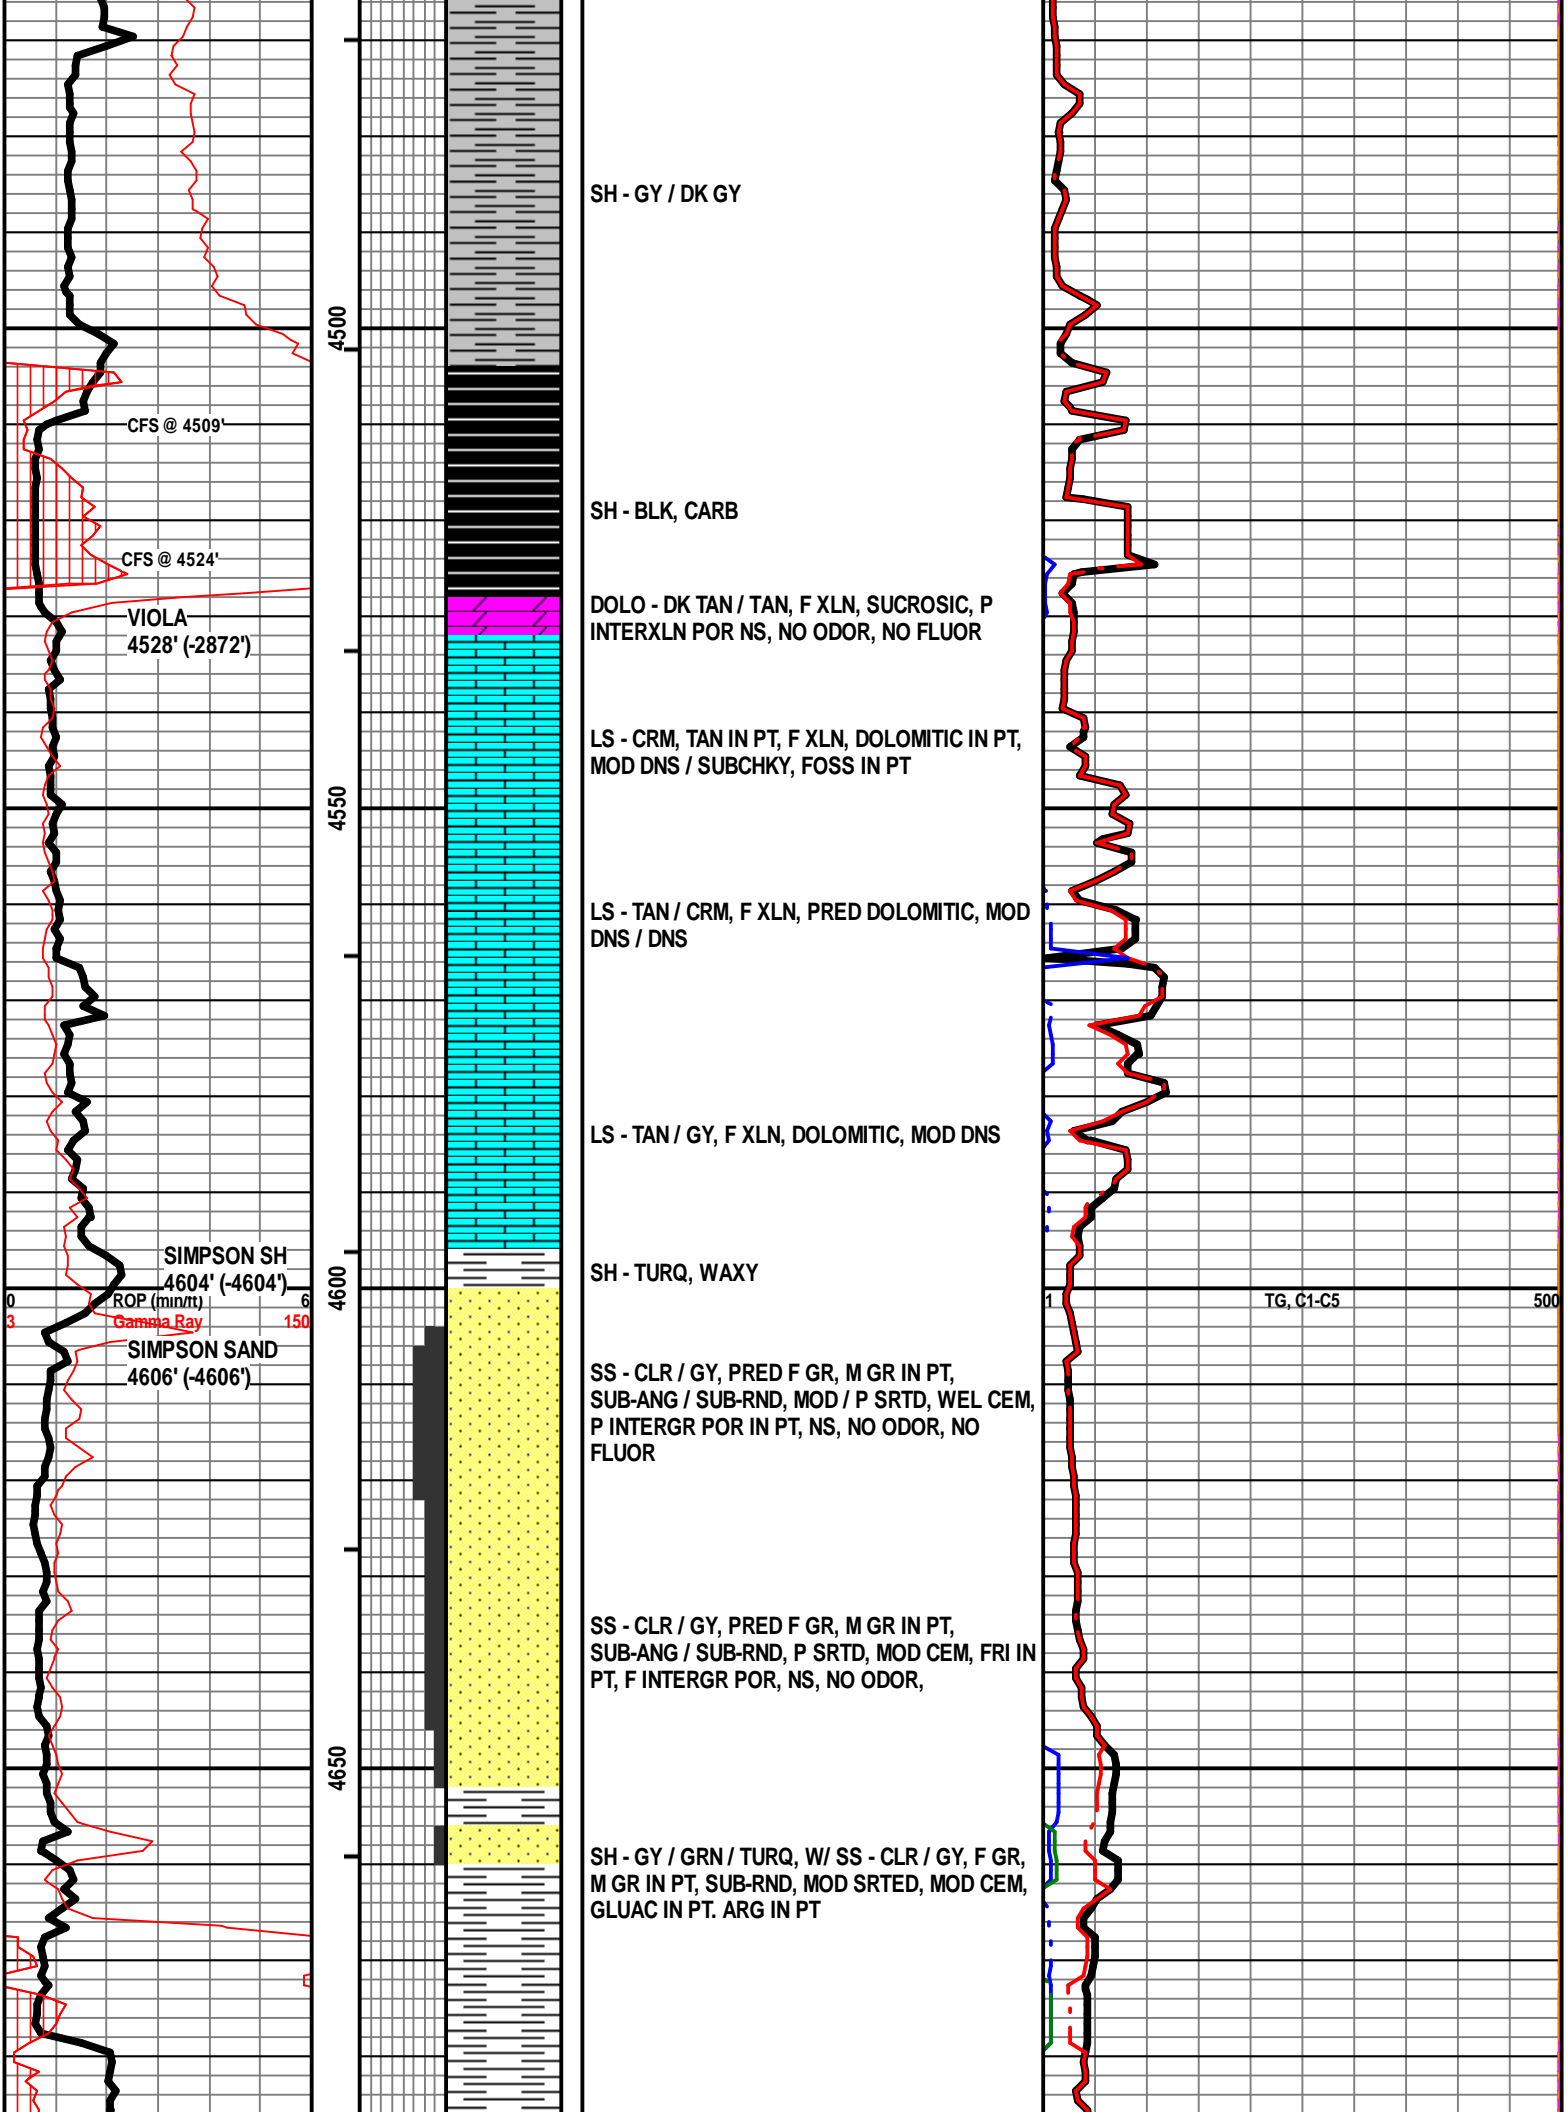 SH - GY / DK GY
4500
CFS @ 4509'
SH - BLK, CARB
CFS @ 4524'
VIOLA
4528' (-2872')
DOLO - DK TAN / TAN, F XLN, SUCROSIC, P
INTERXLN POR NS, NO ODOR, NO FLUOR
LS - CRM, TAN IN PT, F XLN, DOLOMITIC IN PT,
MOD DNS / SUBCHKY, FOSS IN PT
4550
LS - TAN / CRM, F XLN, PRED DOLOMITIC, MOD
DNS / DNS
LS - TAN / GY, F XLN, DOLOMITIC, MOD DNS
SIMPSON SH
4604' (-4604')
SH - TURQ, WAXY
4600
0 ROP (min/ft) 6
3 Gamma Ray 150
1 TG, C1-C5 500
SIMPSON SAND
4606' (-4606')
SS - CLR / GY, PRED F GR, M GR IN PT,
SUB-ANG / SUB-RND, MOD / P SRTD, WEL CEM,
P INTERGR POR IN PT, NS, NO ODOR, NO
FLUOR
SS - CLR / GY, PRED F GR, M GR IN PT,
SUB-ANG / SUB-RND, P SRTD, MOD CEM, FRI IN
PT, F INTERGR POR, NS, NO ODOR,
4650
SH - GY / GRN / TURQ, W/ SS - CLR / GY, F GR,
M GR IN PT, SUB-RND, MOD SRTED, MOD CEM,
GLUAC IN PT. ARG IN PT